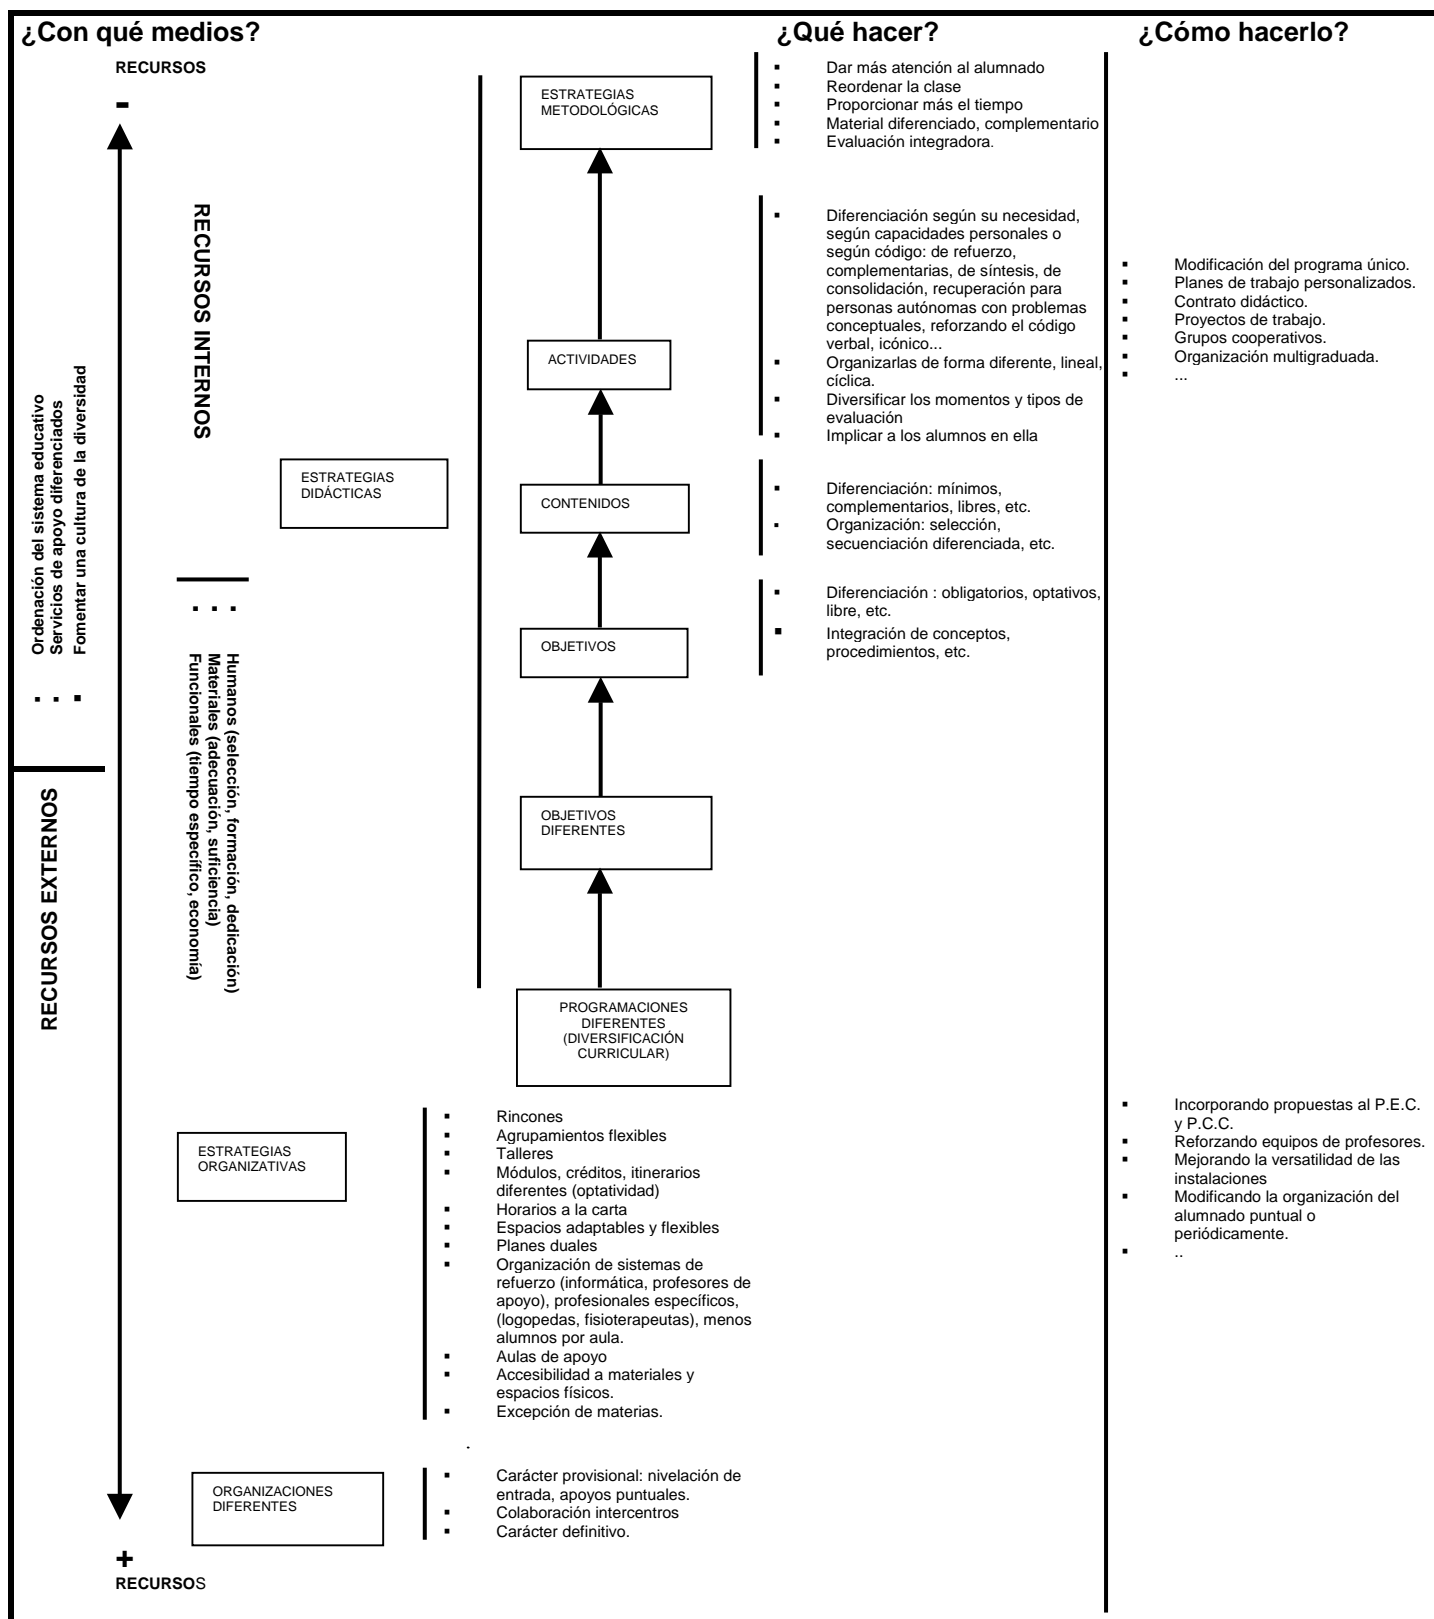 ¿Con qué medios?
¿Qué hacer?
¿Cómo hacerlo?
RECURSOS
-
Ordenación del sistema educativo
Servicios de apoyo diferenciados
Fomentar una cultura de la diversidad
RECURSOS EXTERNOS
RECURSOS INTERNOS
Humanos (selección, formación, dedicación)
Materiales (adecuación, suficiencia)
Funcionales (tiempo específico, economía)
ESTRATEGIAS
DIDÁCTICAS
ESTRATEGIAS
METODOLÓGICAS
▪ Dar más atención al alumnado
▪ Reordenar la clase
▪ Proporcionar más el tiempo
▪ Material diferenciado, complementario
▪ Evaluación integradora.
ACTIVIDADES
▪ Diferenciación según su necesidad,
según capacidades personales o
según código: de refuerzo,
complementarias, de síntesis, de
consolidación, recuperación para
personas autónomas con problemas
conceptuales, reforzando el código
verbal, icónico...
▪ Organizarlas de forma diferente, lineal,
cíclica.
▪ Diversificar los momentos y tipos de
evaluación
▪ Implicar a los alumnos en ella
▪ Modificación del programa único.
▪ Planes de trabajo personalizados.
▪ Contrato didáctico.
▪ Proyectos de trabajo.
▪ Grupos cooperativos.
▪ Organización multigraduada.
▪ ...
CONTENIDOS
▪ Diferenciación: mínimos,
complementarios, libres, etc.
▪ Organización: selección,
secuenciación diferenciada, etc.
OBJETIVOS
▪ Diferenciación : obligatorios, optativos,
libre, etc.
▪ Integración de conceptos,
procedimientos, etc.
OBJETIVOS
DIFERENTES
PROGRAMACIONES
DIFERENTES
(DIVERSIFICACIÓN
CURRICULAR)
ESTRATEGIAS
ORGANIZATIVAS
▪ Rincones
▪ Agrupamientos flexibles
▪ Talleres
▪ Módulos, créditos, itinerarios
diferentes (optatividad)
▪ Horarios a la carta
▪ Espacios adaptables y flexibles
▪ Planes duales
▪ Organización de sistemas de
refuerzo (informática, profesores de
apoyo), profesionales específicos,
(logopedas, fisioterapeutas), menos
alumnos por aula.
▪ Aulas de apoyo
▪ Accesibilidad a materiales y
espacios físicos.
▪ Excepción de materias.
.
▪ Incorporando propuestas al P.E.C.
y P.C.C.
▪ Reforzando equipos de profesores.
▪ Mejorando la versatilidad de las
instalaciones
▪ Modificando la organización del
alumnado puntual o
periódicamente.
▪ ..
ORGANIZACIONES
DIFERENTES
▪ Carácter provisional: nivelación de
entrada, apoyos puntuales.
▪ Colaboración intercentros
▪ Carácter definitivo.
+
RECURSOS